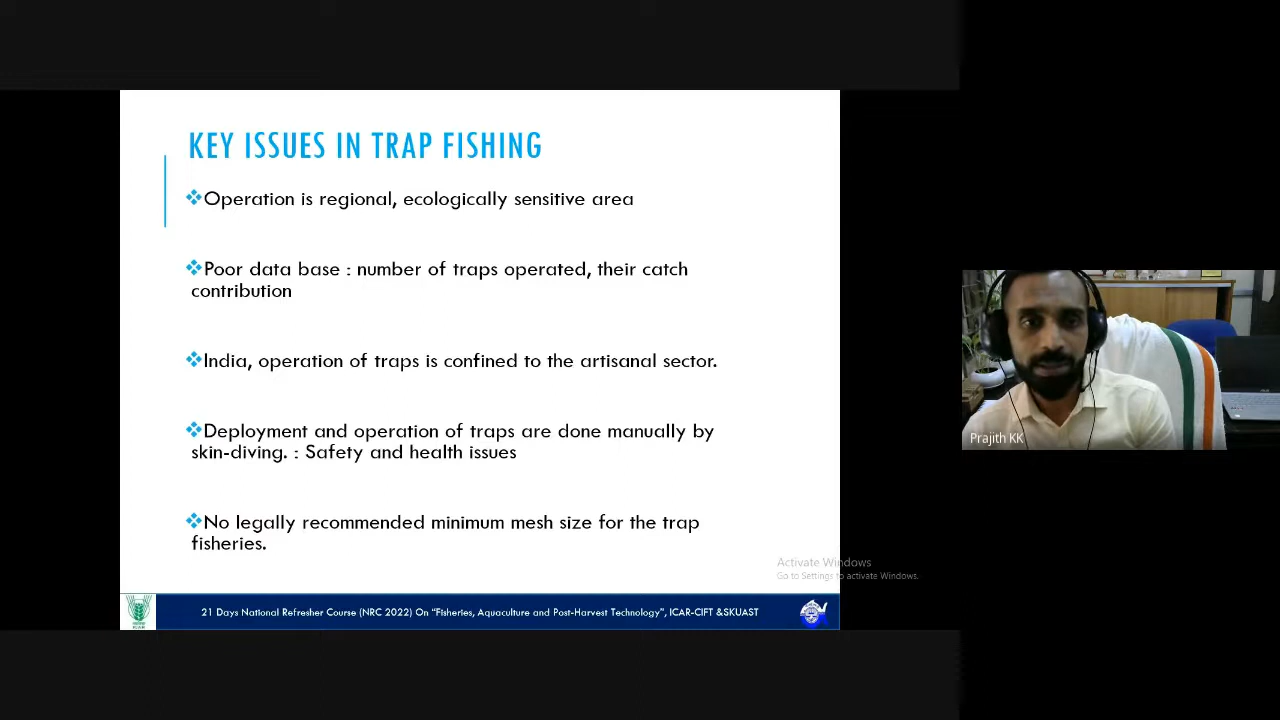 KEY ISSUES IN TRAP FISHING
❖Operation is regional, ecologically sensitive area
❖Poor data base : number of traps operated, their catch
contribution
❖India, operation of traps is confined to the artisanal sector.
❖Deployment and operation of traps are done manually by
skin-diving. : Safety and health issues
❖No legally recommended minimum mesh size for the trap
fisheries.
Prajith KK
Activate Windows
Go to Settings to activate Windows.
21 Days National Refresher Course (NRC 2022) On "Fisheries, Aquaculture and Post-Harvest Technology", ICAR-CIFT &SKUAST